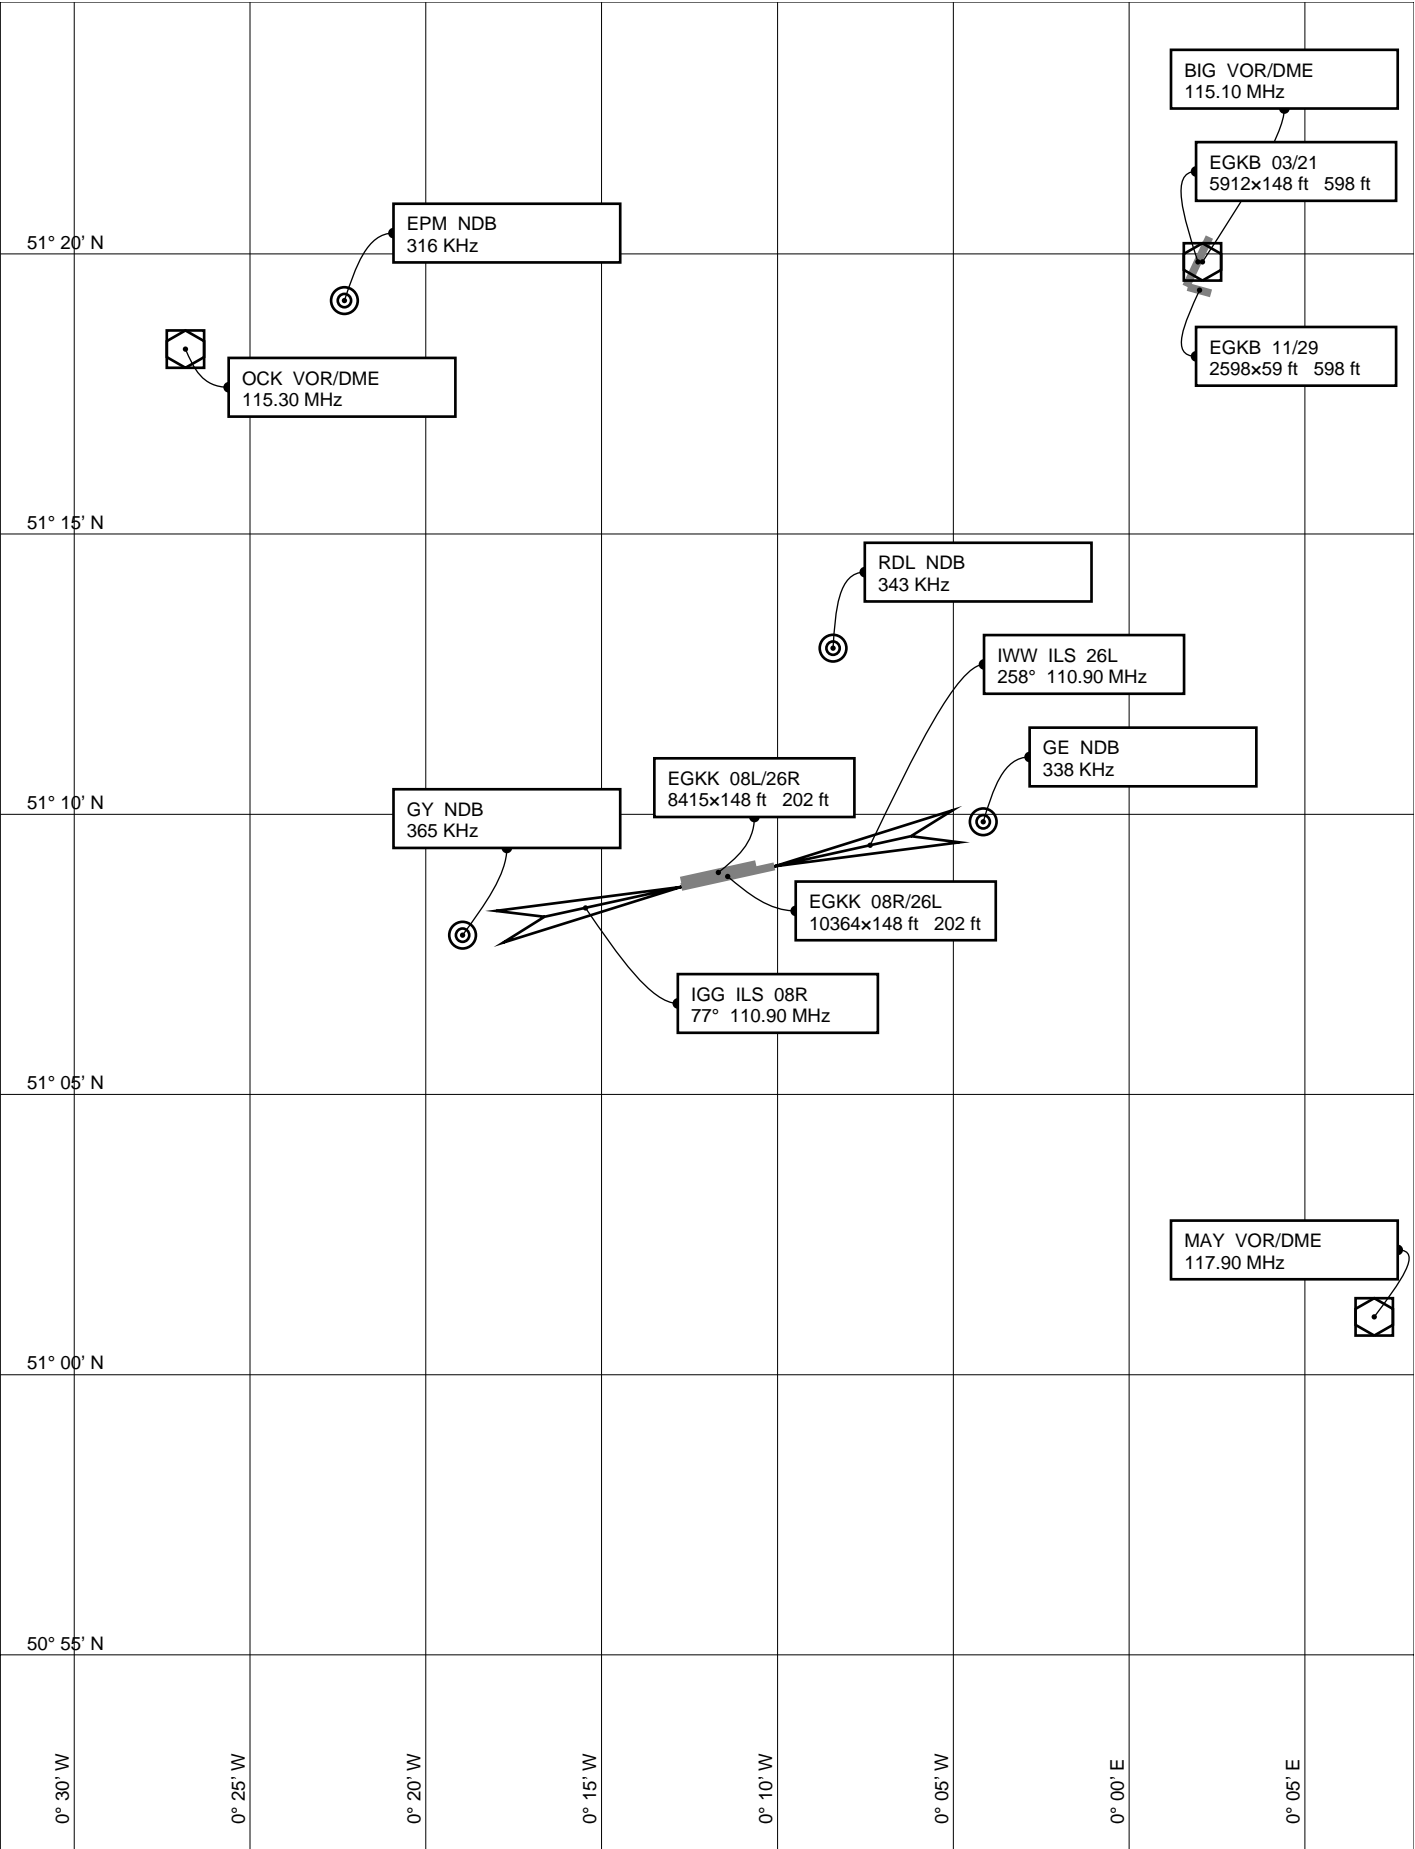 BIG VOR/DME
115.10 MHz
EGKB 03/21
5912×148 ft 598 ft
EPM NDB
316 KHz
51° 20' N
EGKB 11/29
2598×59 ft 598 ft
OCK VOR/DME
115.30 MHz
51° 15' N
RDL NDB
343 KHz
IWW ILS 26L
258° 110.90 MHz
GE NDB
338 KHz
EGKK 08L/26R
8415×148 ft 202 ft
51° 10' N
GY NDB
365 KHz
EGKK 08R/26L
10364×148 ft 202 ft
IGG ILS 08R
77° 110.90 MHz
51° 05' N
MAY VOR/DME
117.90 MHz
51° 00' N
50° 55' N
0° 30' W
0° 25' W
0° 20' W
0° 15' W
0° 10' W
0° 05' W
0° 00' E
0° 05' E